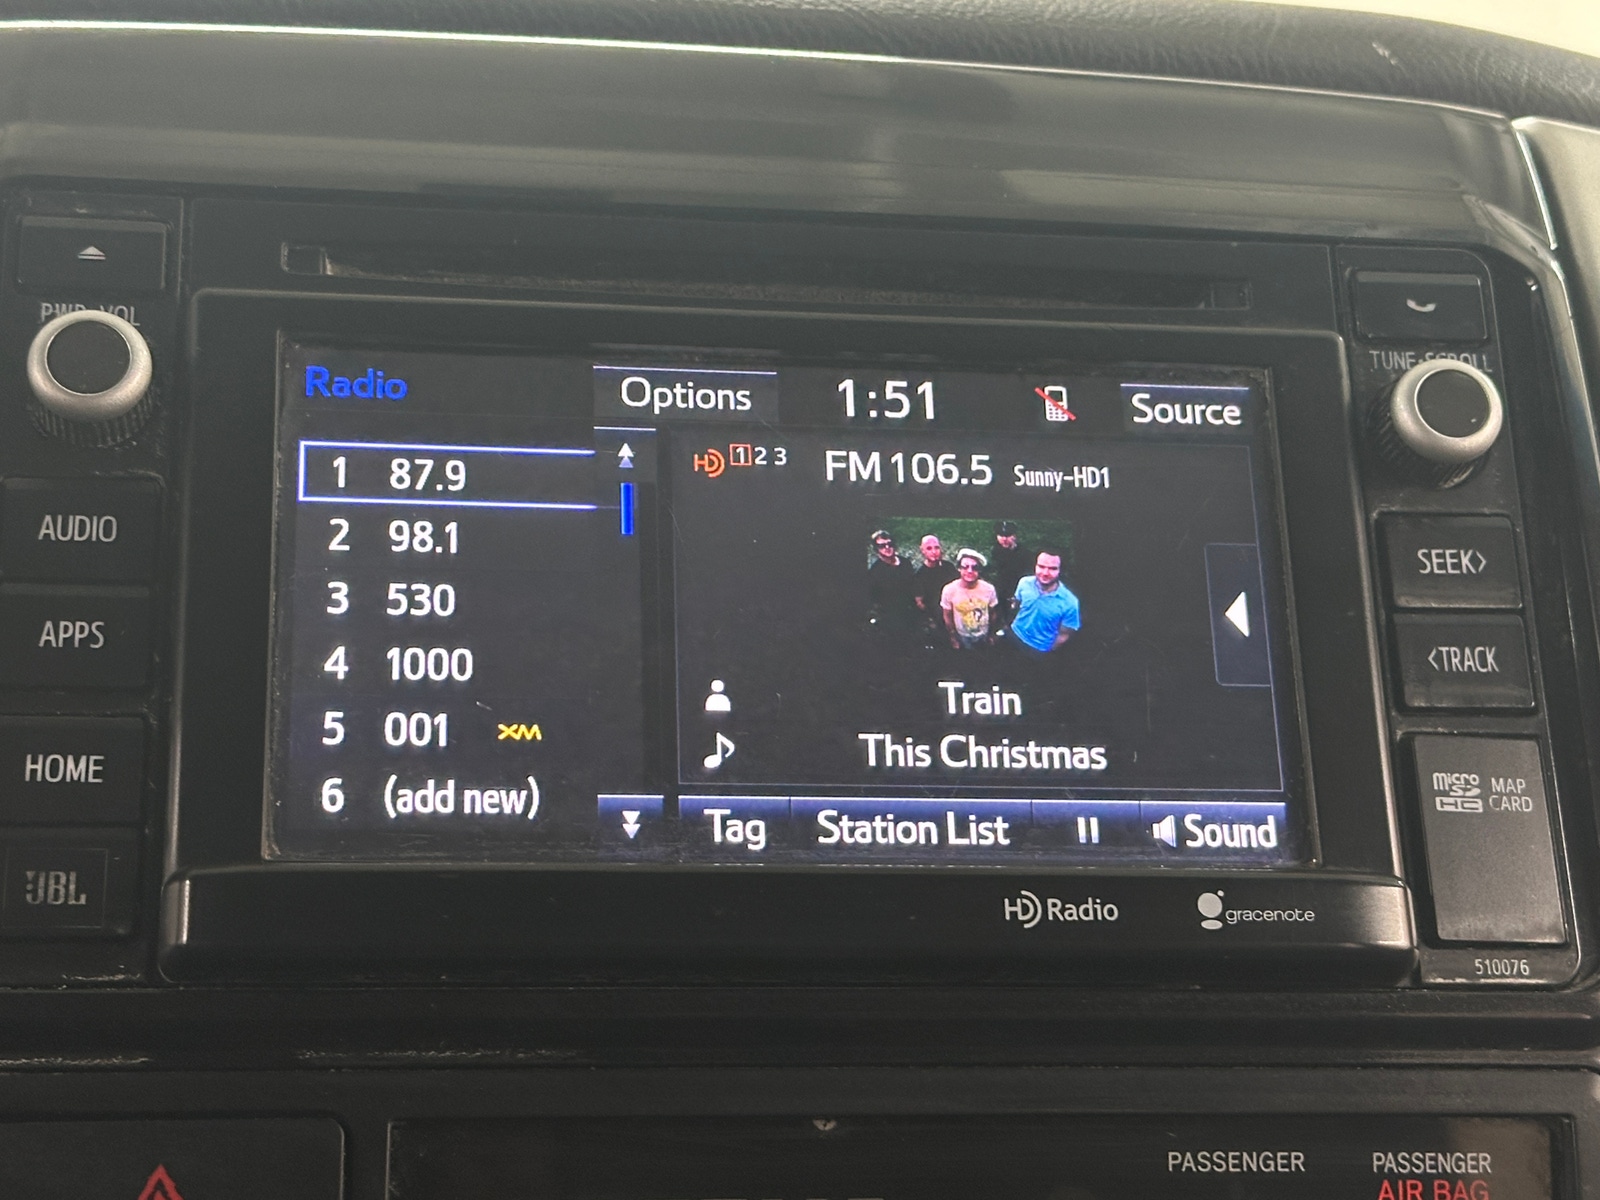 PWR·VOL
AUDIO
APPS
HOME
JBL
Radio
Options
1:51
Source
1 87.9
2 98.1
3 530
4 1000
5 001 XM
6 (add new)
HD 1 2 3
FM 106.5 Sunny-HD1
Train
This Christmas
Tag
Station List
Sound
HD Radio
gracenote
TUNE·SCROLL
SEEK>
<TRACK
micro SD HC
MAP CARD
510076
PASSENGER
PASSENGER
AIR BAG